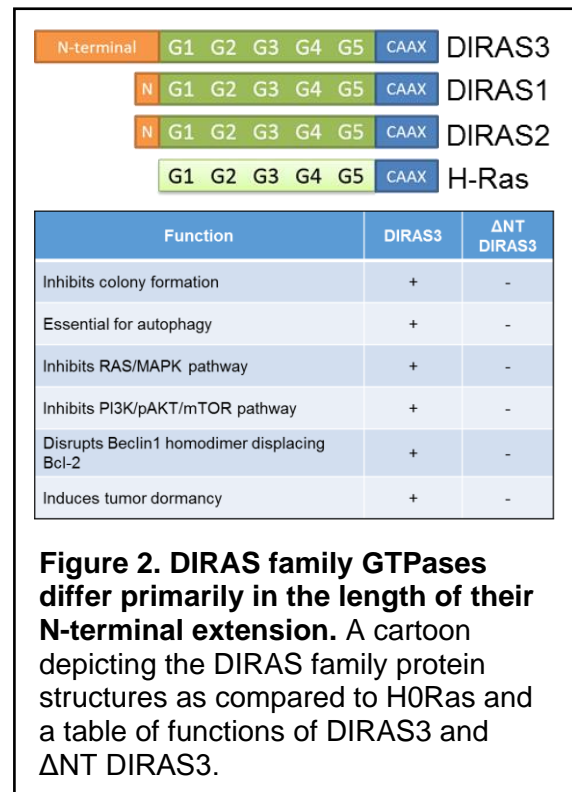 N-terminal G1 G2 G3 G4 G5 CAAX DIRAS3
N G1 G2 G3 G4 G5 CAAX DIRAS1
N G1 G2 G3 G4 G5 CAAX DIRAS2
G1 G2 G3 G4 G5 CAAX H-Ras
Function DIRAS3 ΔNT DIRAS3
Inhibits colony formation + -
Essential for autophagy + -
Inhibits RAS/MAPK pathway + -
Inhibits PI3K/pAKT/mTOR pathway + -
Disrupts Beclin1 homodimer displacing
Bcl-2 + -
Induces tumor dormancy + -
Figure 2. DIRAS family GTPases
differ primarily in the length of their
N-terminal extension. A cartoon
depicting the DIRAS family protein
structures as compared to H0Ras and
a table of functions of DIRAS3 and
ΔNT DIRAS3.